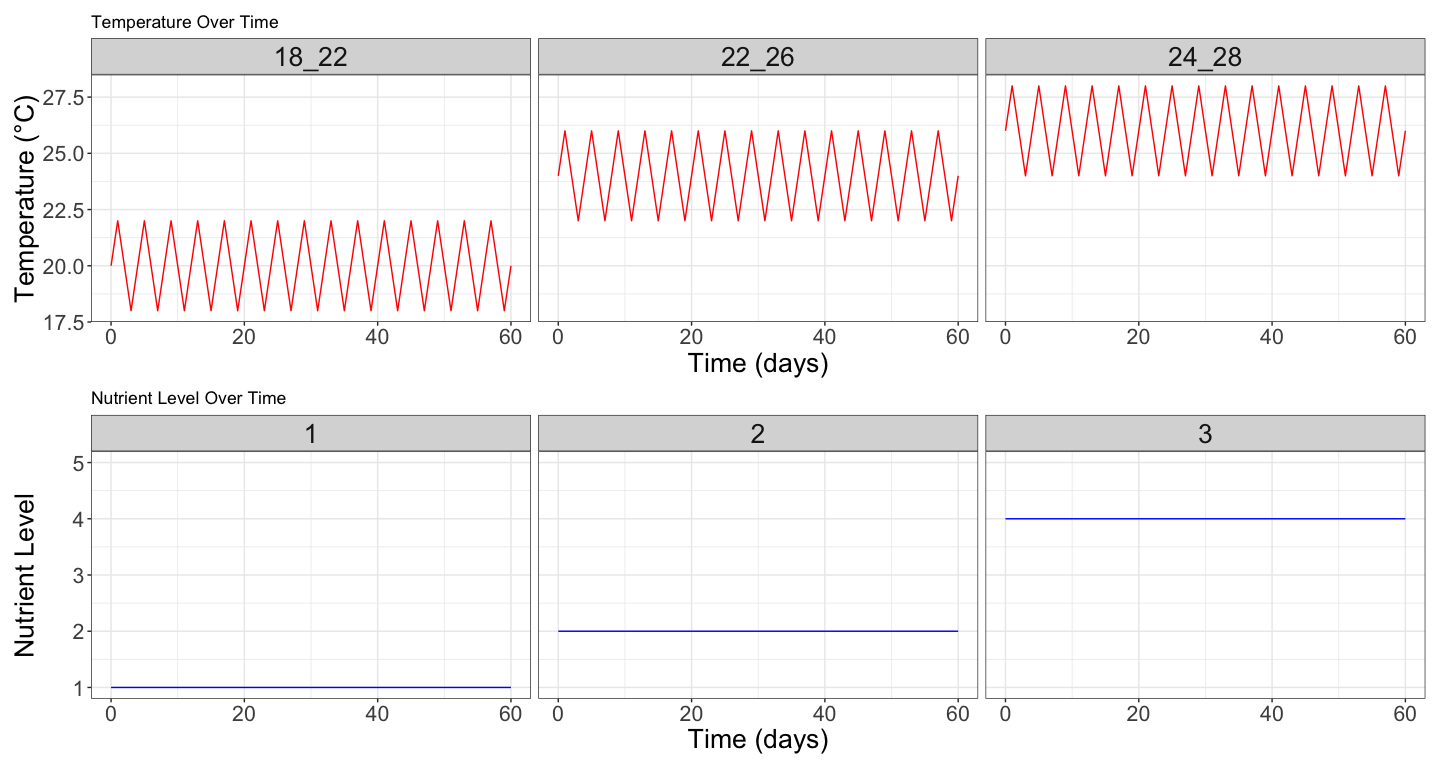 Temperature Over Time
18_22 22_26 24_28
Temperature (°C)
27.5
25.0
22.5
20.0
17.5
0 20 40 60 0 20 40 60 0 20 40 60
Time (days)
Nutrient Level Over Time
1 2 3
Nutrient Level
5
4
3
2
1
0 20 40 60 0 20 40 60 0 20 40 60
Time (days)